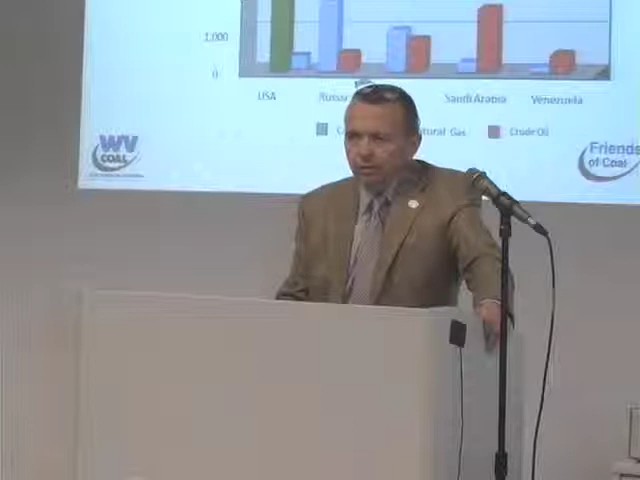 1,000
0
USA
Russia
Saudi Arabia
Venezuela
Natural Gas
Crude Oil
WV
COAL
Friends
of Coal